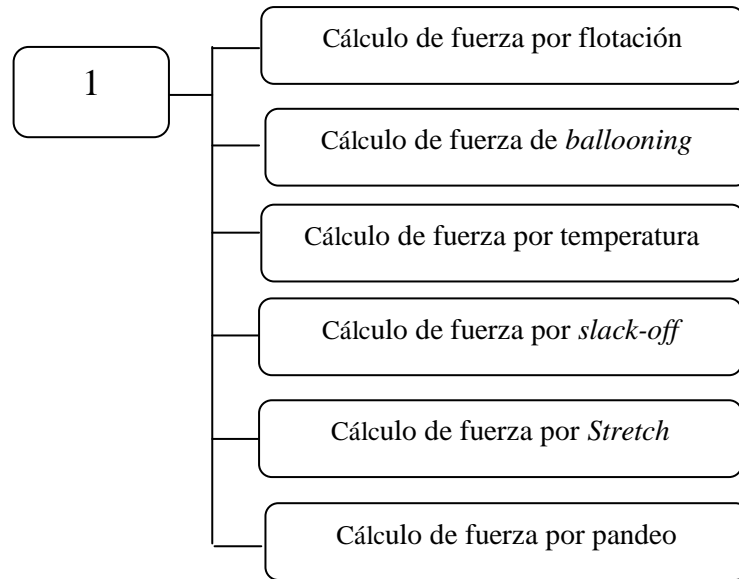 1
Cálculo de fuerza por flotación
Cálculo de fuerza de ballooning
Cálculo de fuerza por temperatura
Cálculo de fuerza por slack-off
Cálculo de fuerza por Stretch
Cálculo de fuerza por pandeo